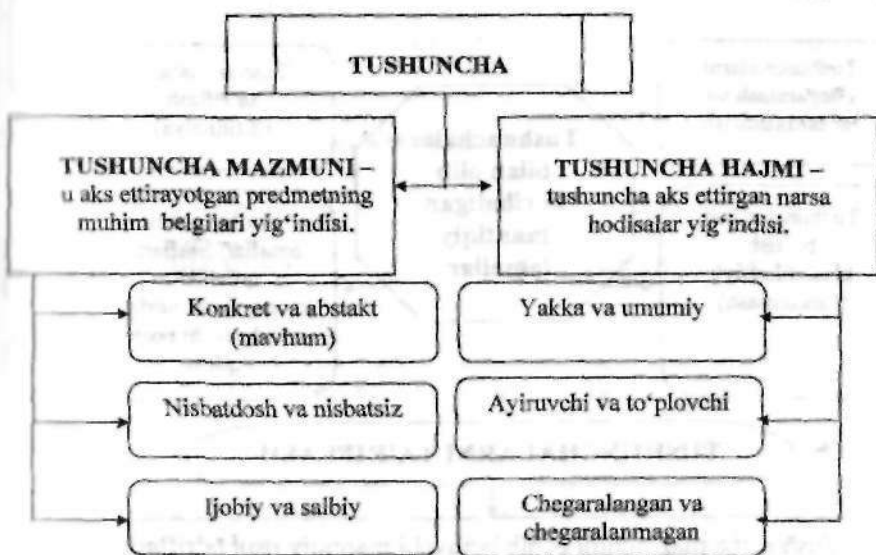 TUSHUNCHA
TUSHUNCHA MAZMUNI –
u aks ettirayotgan predmetning
muhim belgilari yig‘indisi.
TUSHUNCHA HAJMI –
tushuncha aks ettirgan narsa
hodisalar yig‘indisi.
Konkret va abstakt
(mavhum)
Nisbatdosh va nisbatsiz
Ijobiy va salbiy
Yakka va umumiy
Ayiruvchi va to‘plovchi
Chegaralangan va
chegaralanmagan